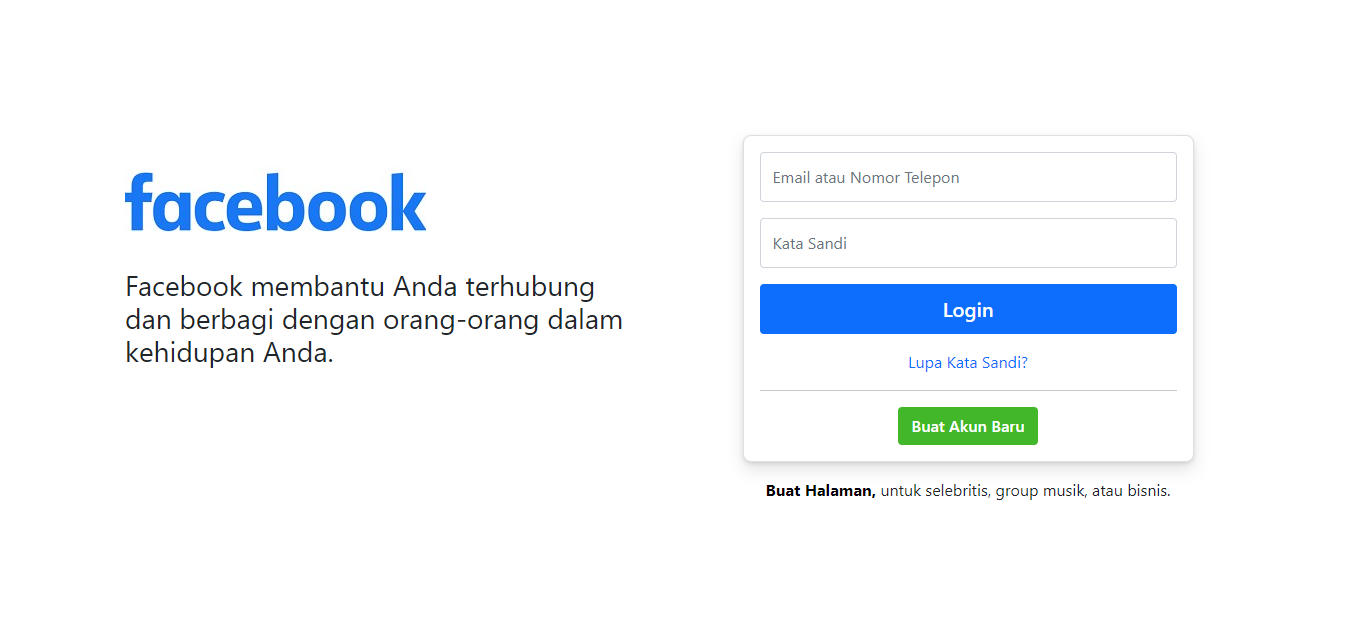 facebook
Facebook membantu Anda terhubung
dan berbagi dengan orang-orang dalam
kehidupan Anda.
Email atau Nomor Telepon
Kata Sandi
Login
Lupa Kata Sandi?
Buat Akun Baru
Buat Halaman, untuk selebritis, group musik, atau bisnis.